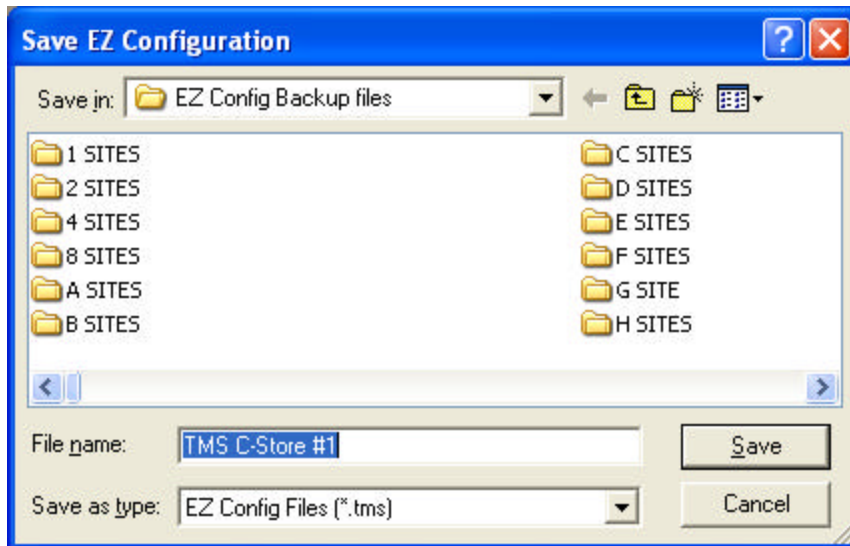 Save EZ Configuration
Save in: EZ Config Backup files
1 SITES
2 SITES
4 SITES
8 SITES
A SITES
B SITES
C SITES
D SITES
E SITES
F SITES
G SITE
H SITES
File name: TMS C-Store #1 Save
Save as type: EZ Config Files (*.tms) Cancel